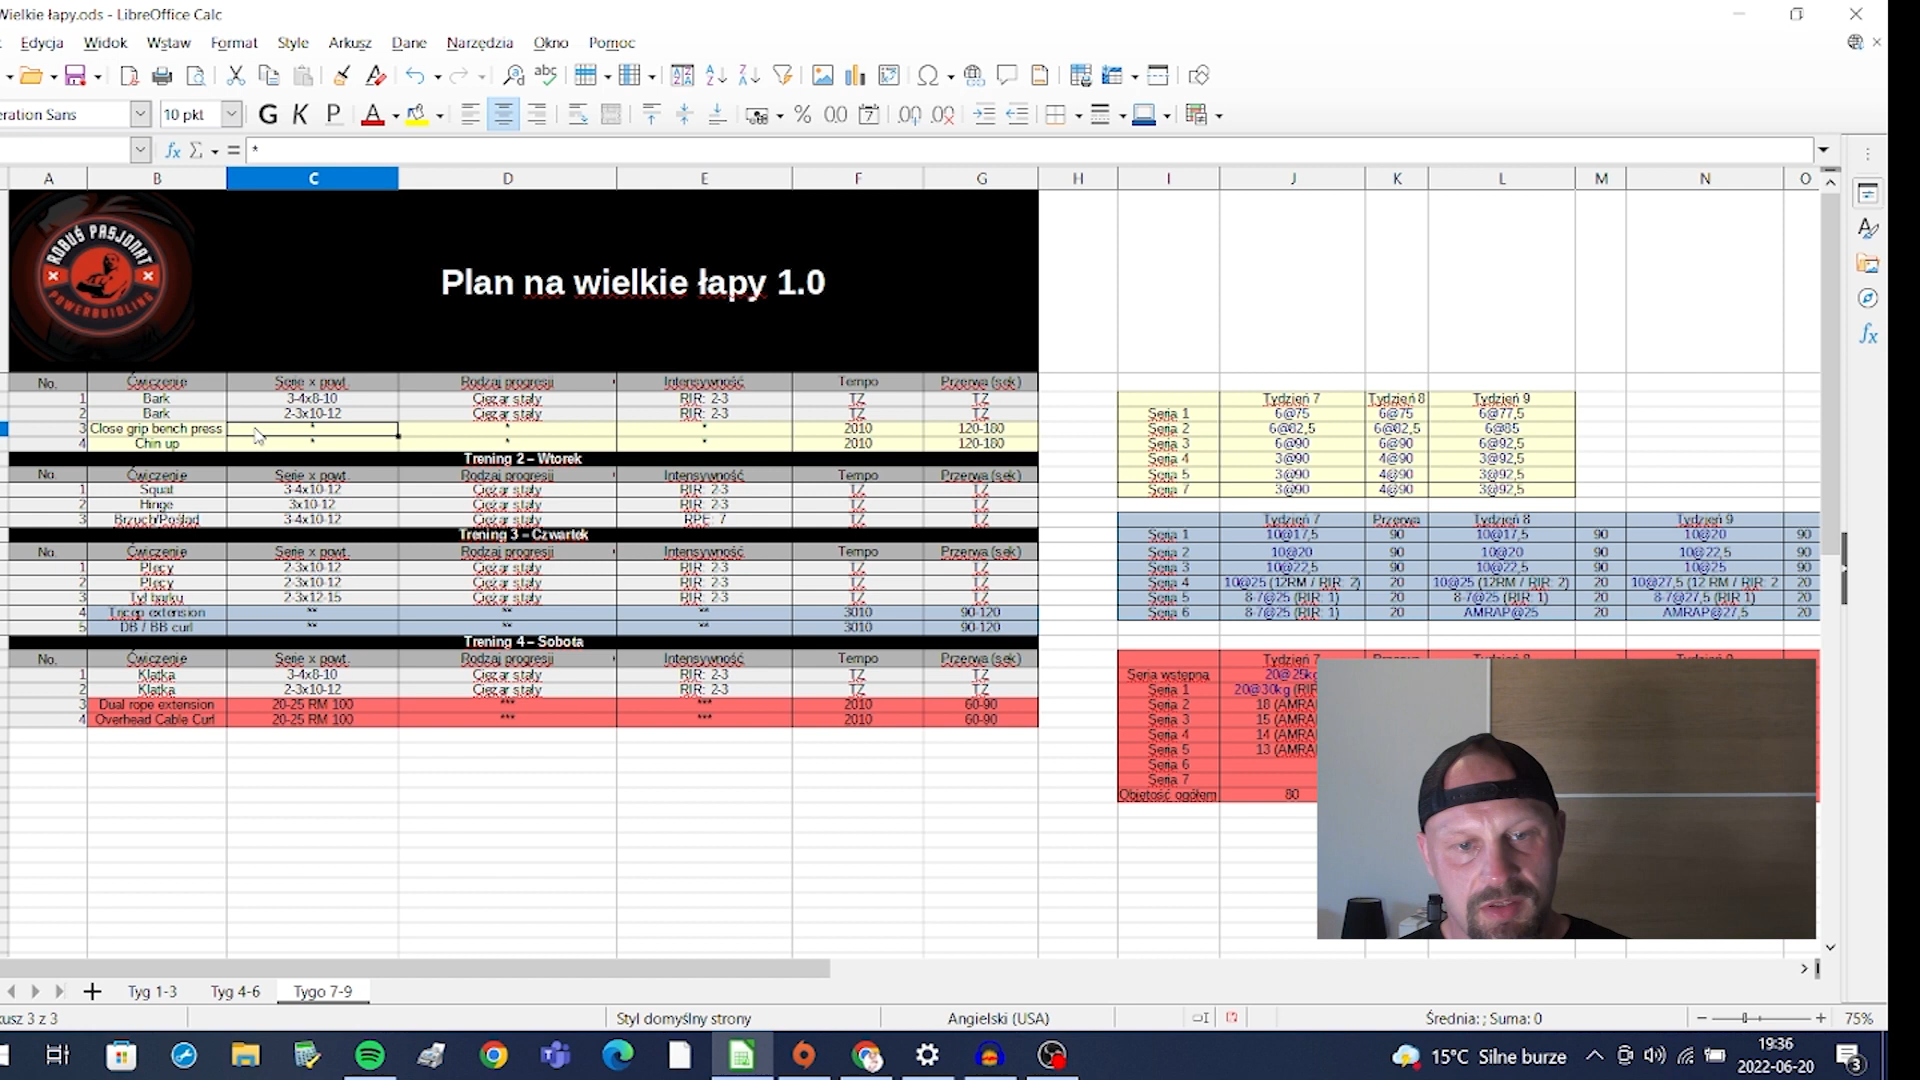 Wielkie łapy.ods - LibreOffice Calc
Edycja Widok Wstaw Format Style Arkusz Dane Narzędzia Okno Pomoc
eration Sans 10 pkt G K P
*
A B C D E F G H I J K L M N O
ROBUŚ PASJONAT
POWERBUIDLING
Plan na wielkie łapy 1.0
No. Ćwiczenie Serie x powt. Rodzaj progresji Intensywność Tempo Przerwa (sek)
1 Bark 3-4x8-10 Ciężar stały RIR: 2-3 TZ TZ
2 Bark 2-3x10-12 Ciężar stały RIR: 2-3 TZ TZ
3 Close grip bench press * * * 2010 120-180
4 Chin up * * * 2010 120-180
Trening 2 – Wtorek
No. Ćwiczenie Serie x powt. Rodzaj progresji Intensywność Tempo Przerwa (sek)
1 Squat 3-4x10-12 Ciężar stały RIR: 2-3 TZ TZ
2 Hinge 3x10-12 Ciężar stały RIR: 2-3 TZ TZ
3 Brzuch/Poślad 3-4x10-12 Ciężar stały RPE: 7 TZ TZ
Trening 3 – Czwartek
No. Ćwiczenie Serie x powt. Rodzaj progresji Intensywność Tempo Przerwa (sek)
1 Plecy 2-3x10-12 Ciężar stały RIR: 2-3 TZ TZ
2 Plecy 2-3x10-12 Ciężar stały RIR: 2-3 TZ TZ
3 Tył barku 2-3x12-15 Ciężar stały RIR: 2-3 TZ TZ
4 Tricep extension ** ** ** 3010 90-120
5 DB / BB curl ** ** ** 3010 90-120
Trening 4 – Sobota
No. Ćwiczenie Serie x powt. Rodzaj progresji Intensywność Tempo Przerwa (sek)
1 Klatka 3-4x8-10 Ciężar stały RIR: 2-3 TZ TZ
2 Klatka 2-3x10-12 Ciężar stały RIR: 2-3 TZ TZ
3 Dual rope extension 20-25 RM 100 *** *** 2010 60-90
4 Overhead Cable Curl 20-25 RM 100 *** *** 2010 60-90
Tydzień 7 Tydzień 8 Tydzień 9
Seria 1 6@75 6@75 6@77,5
Seria 2 6@82,5 6@82,5 6@85
Seria 3 6@90 6@90 6@92,5
Seria 4 3@90 4@90 3@92,5
Seria 5 3@90 4@90 3@92,5
Seria 7 3@90 4@90 3@92,5
Tydzień 7 Przerwa Tydzień 8 Tydzień 9
Seria 1 10@17,5 90 10@17,5 90 10@20 90
Seria 2 10@20 90 10@20 90 10@22,5 90
Seria 3 10@22,5 90 10@22,5 90 10@25 90
Seria 4 10@25 (12RM / RIR: 2) 20 10@25 (12RM / RIR: 2) 20 10@27,5 (12 RM / RIR: 2 20
Seria 5 8-7@25 (RIR: 1) 20 8-7@25 (RIR: 1) 20 8-7@27,5 (RIR 1) 20
Seria 6 8-7@25 (RIR: 1) 20 AMRAP@25 20 AMRAP@27,5 20
Tydzień 7
Seria wstępna 20@25kg
Seria 1 20@30kg (RIR
Seria 2 18 (AMRA
Seria 3 15 (AMRA
Seria 4 14 (AMRA
Seria 5 13 (AMRA
Seria 6
Seria 7
Objętość ogółem 80
Tyg 1-3 Tyg 4-6 Tygo 7-9
kusz 3 z 3 Styl domyślny strony Angielski (USA) Średnia: ; Suma: 0 75%
15°C Silne burze 19:36
2022-06-20
3